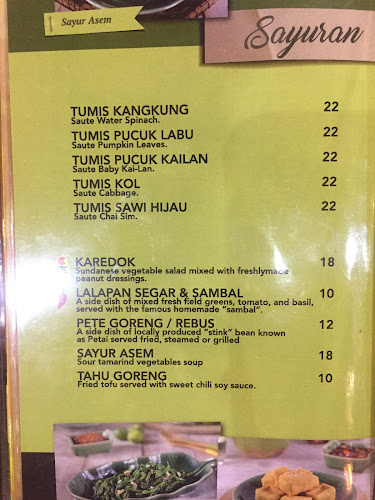 Sayur Asem
Sayuran
TUMIS KANGKUNG 22
Saute Water Spinach.
TUMIS PUCUK LABU 22
Saute Pumpkin Leaves.
TUMIS PUCUK KAILAN 22
Saute Baby Kai-Lan.
TUMIS KOL 22
Saute Cabbage.
TUMIS SAWI HIJAU 22
Saute Chai Sim.
KAREDOK 18
Sundanese vegetable salad mixed with freshlymade
peanut dressings.
LALAPAN SEGAR & SAMBAL 10
A side dish of mixed fresh field greens, tomato, and basil,
served with the famous homemade "sambal".
PETE GORENG / REBUS 12
A side dish of locally produced "stink" bean known
as Petai served fried, steamed or grilled
SAYUR ASEM 18
Sour tamarind vegetables soup
TAHU GORENG 10
Fried tofu served with sweet chili soy sauce.